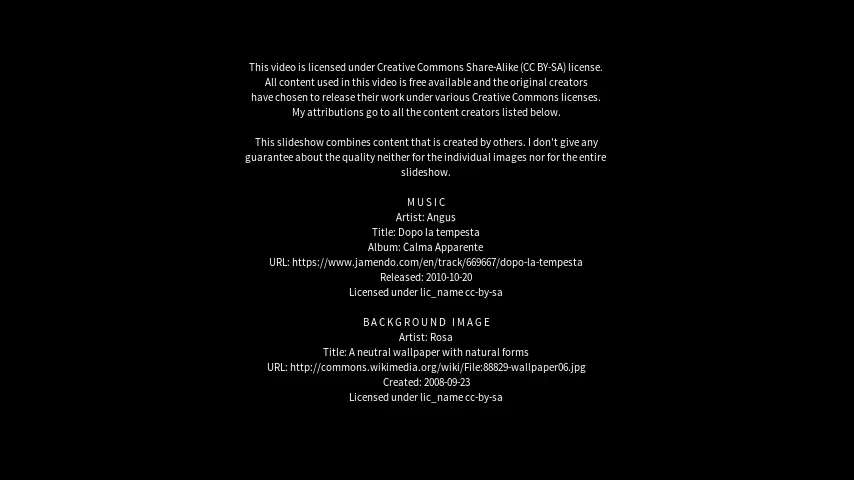 This video is licensed under Creative Commons Share-Alike (CC BY-SA) license.
All content used in this video is free available and the original creators
have chosen to release their work under various Creative Commons licenses.
My attributions go to all the content creators listed below.
This slideshow combines content that is created by others. I don't give any
guarantee about the quality neither for the individual images nor for the entire
slideshow.
MUSIC
Artist: Angus
Title: Dopo la tempesta
Album: Calma Apparente
URL: https://www.jamendo.com/en/track/669667/dopo-la-tempesta
Released: 2010-10-20
Licensed under lic_name cc-by-sa
BACKGROUND IMAGE
Artist: Rosa
Title: A neutral wallpaper with natural forms
URL: http://commons.wikimedia.org/wiki/File:88829-wallpaper06.jpg
Created: 2008-09-23
Licensed under lic_name cc-by-sa